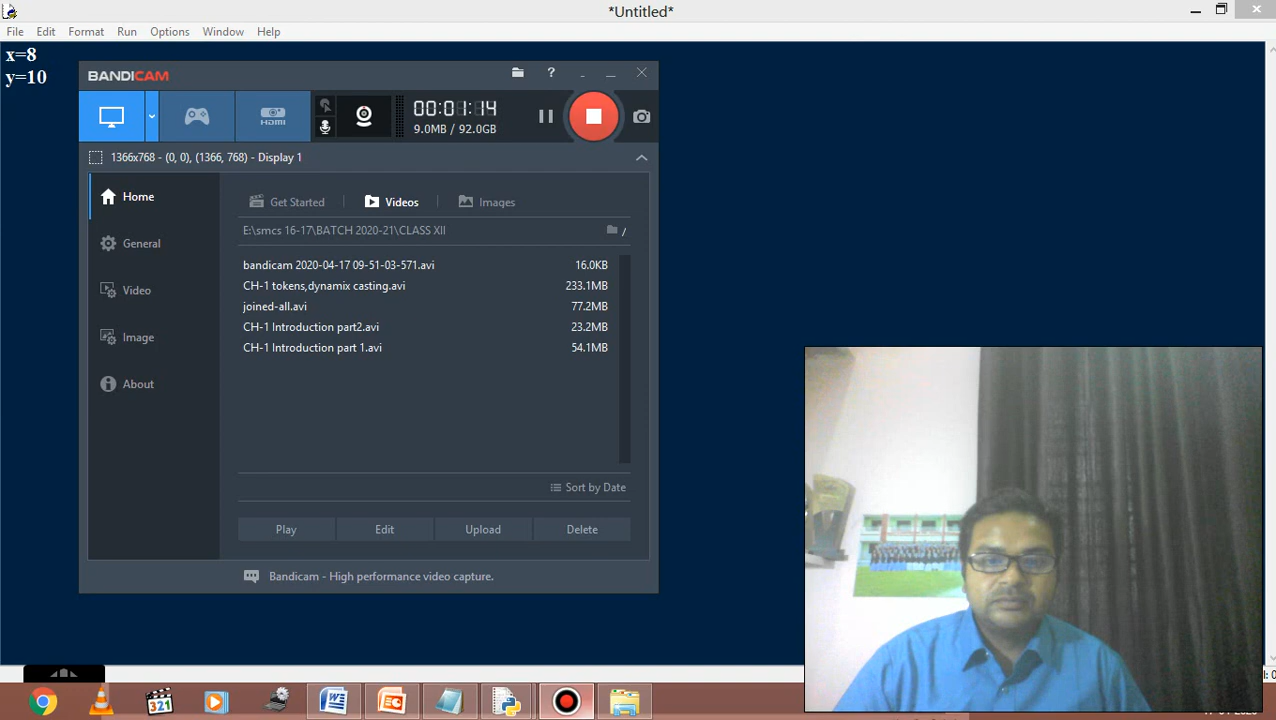 *Untitled*
File Edit Format Run Options Window Help
x=8
y=10
BANDICAM
?
HDMI
00:01:14
9.0MB / 92.0GB
1366x768 - (0, 0), (1366, 768) - Display 1
Home
General
Video
Image
About
Get Started Videos Images
E:\smcs 16-17\BATCH 2020-21\CLASS XII /
bandicam 2020-04-17 09-51-03-571.avi 16.0KB
CH-1 tokens,dynamix casting.avi 233.1MB
joined-all.avi 77.2MB
CH-1 Introduction part2.avi 23.2MB
CH-1 Introduction part 1.avi 54.1MB
Sort by Date
Play Edit Upload Delete
Bandicam - High performance video capture.
321